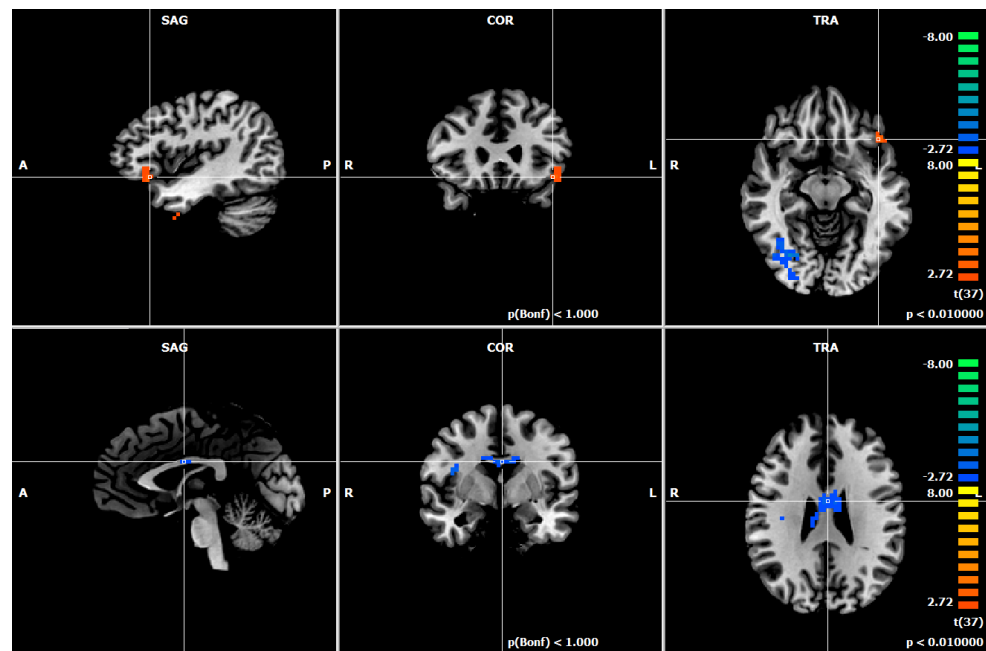 SAG
COR
TRA
-8.00
A
P
R
L
R
-2.72
8.00
L
2.72
t(37)
p(Bonf) < 1.000
p < 0.010000
SAG
COR
TRA
-8.00
-2.72
A
P
R
L
R
8.00
L
2.72
t(37)
p(Bonf) < 1.000
p < 0.010000